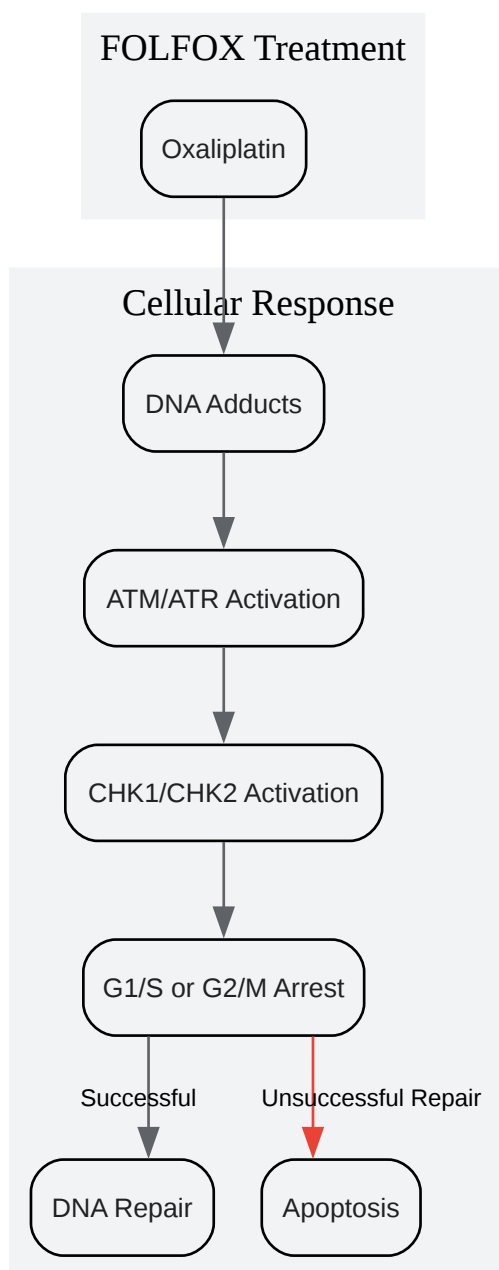 FOLFOX Treatment
Oxaliplatin
Cellular Response
DNA Adducts
ATM/ATR Activation
CHK1/CHK2 Activation
G1/S or G2/M Arrest
Successful
Unsuccessful Repair
DNA Repair
Apoptosis